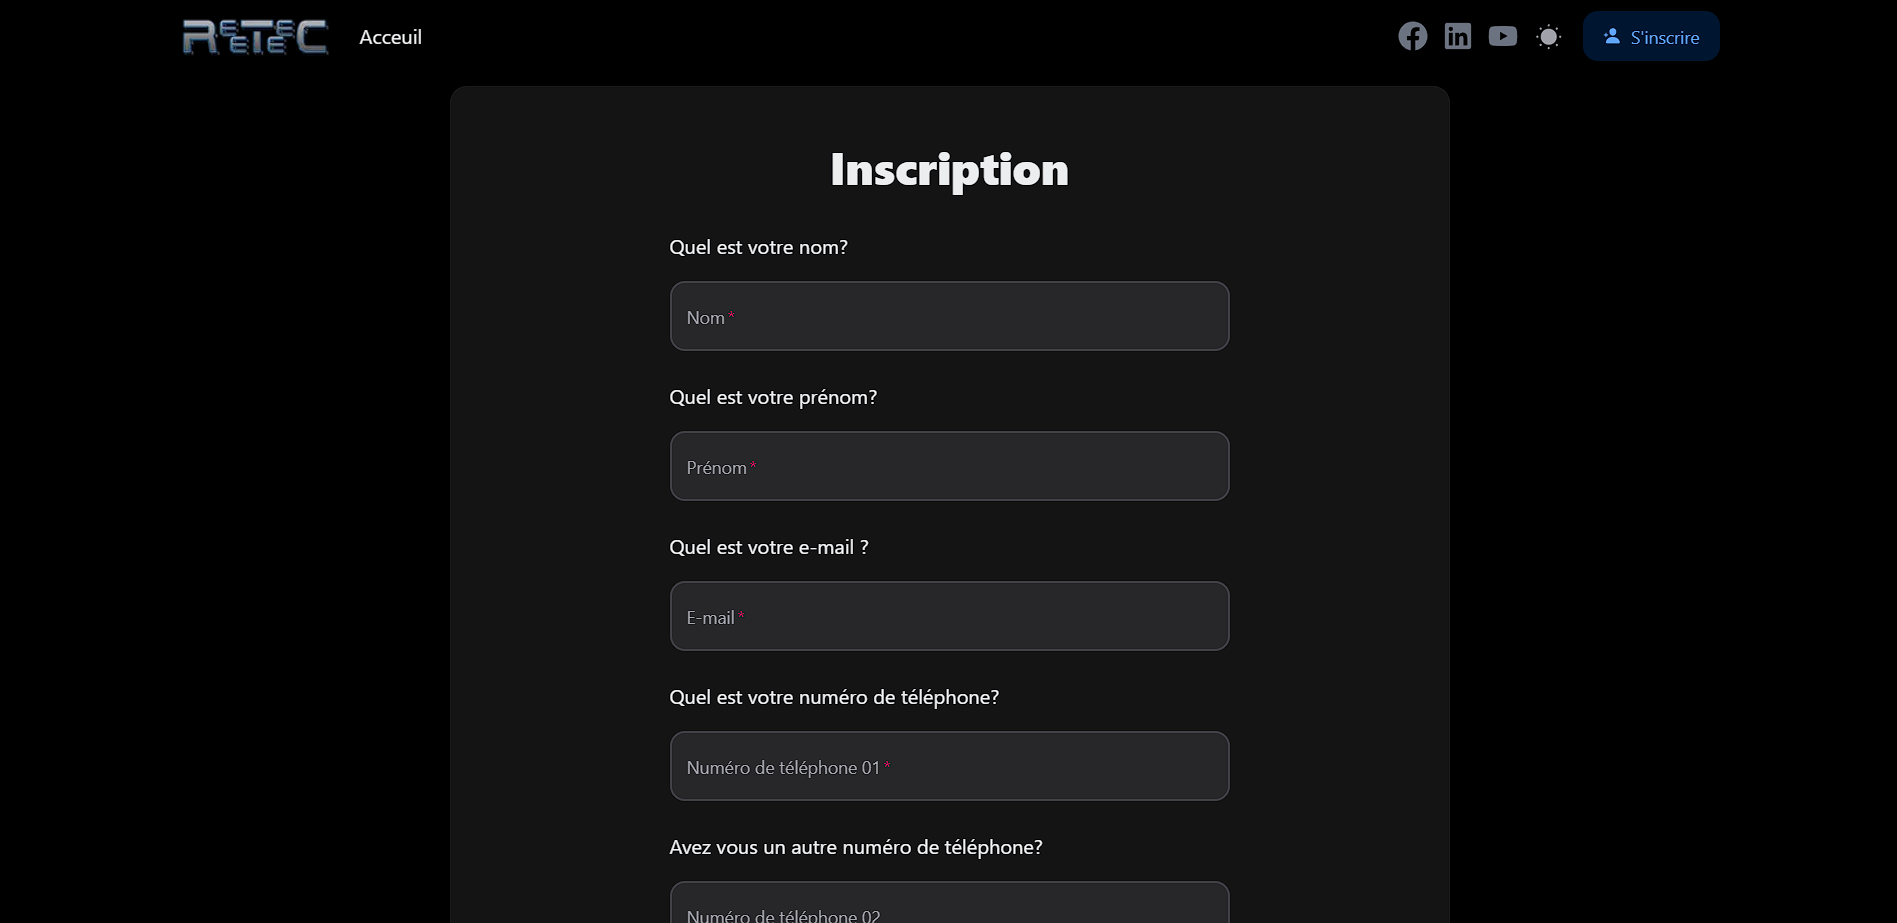 Acceuil
S'inscrire
Inscription
Quel est votre nom?
Nom *
Quel est votre prénom?
Prénom *
Quel est votre e-mail ?
E-mail *
Quel est votre numéro de téléphone?
Numéro de téléphone 01 *
Avez vous un autre numéro de téléphone?
Numéro de téléphone 02